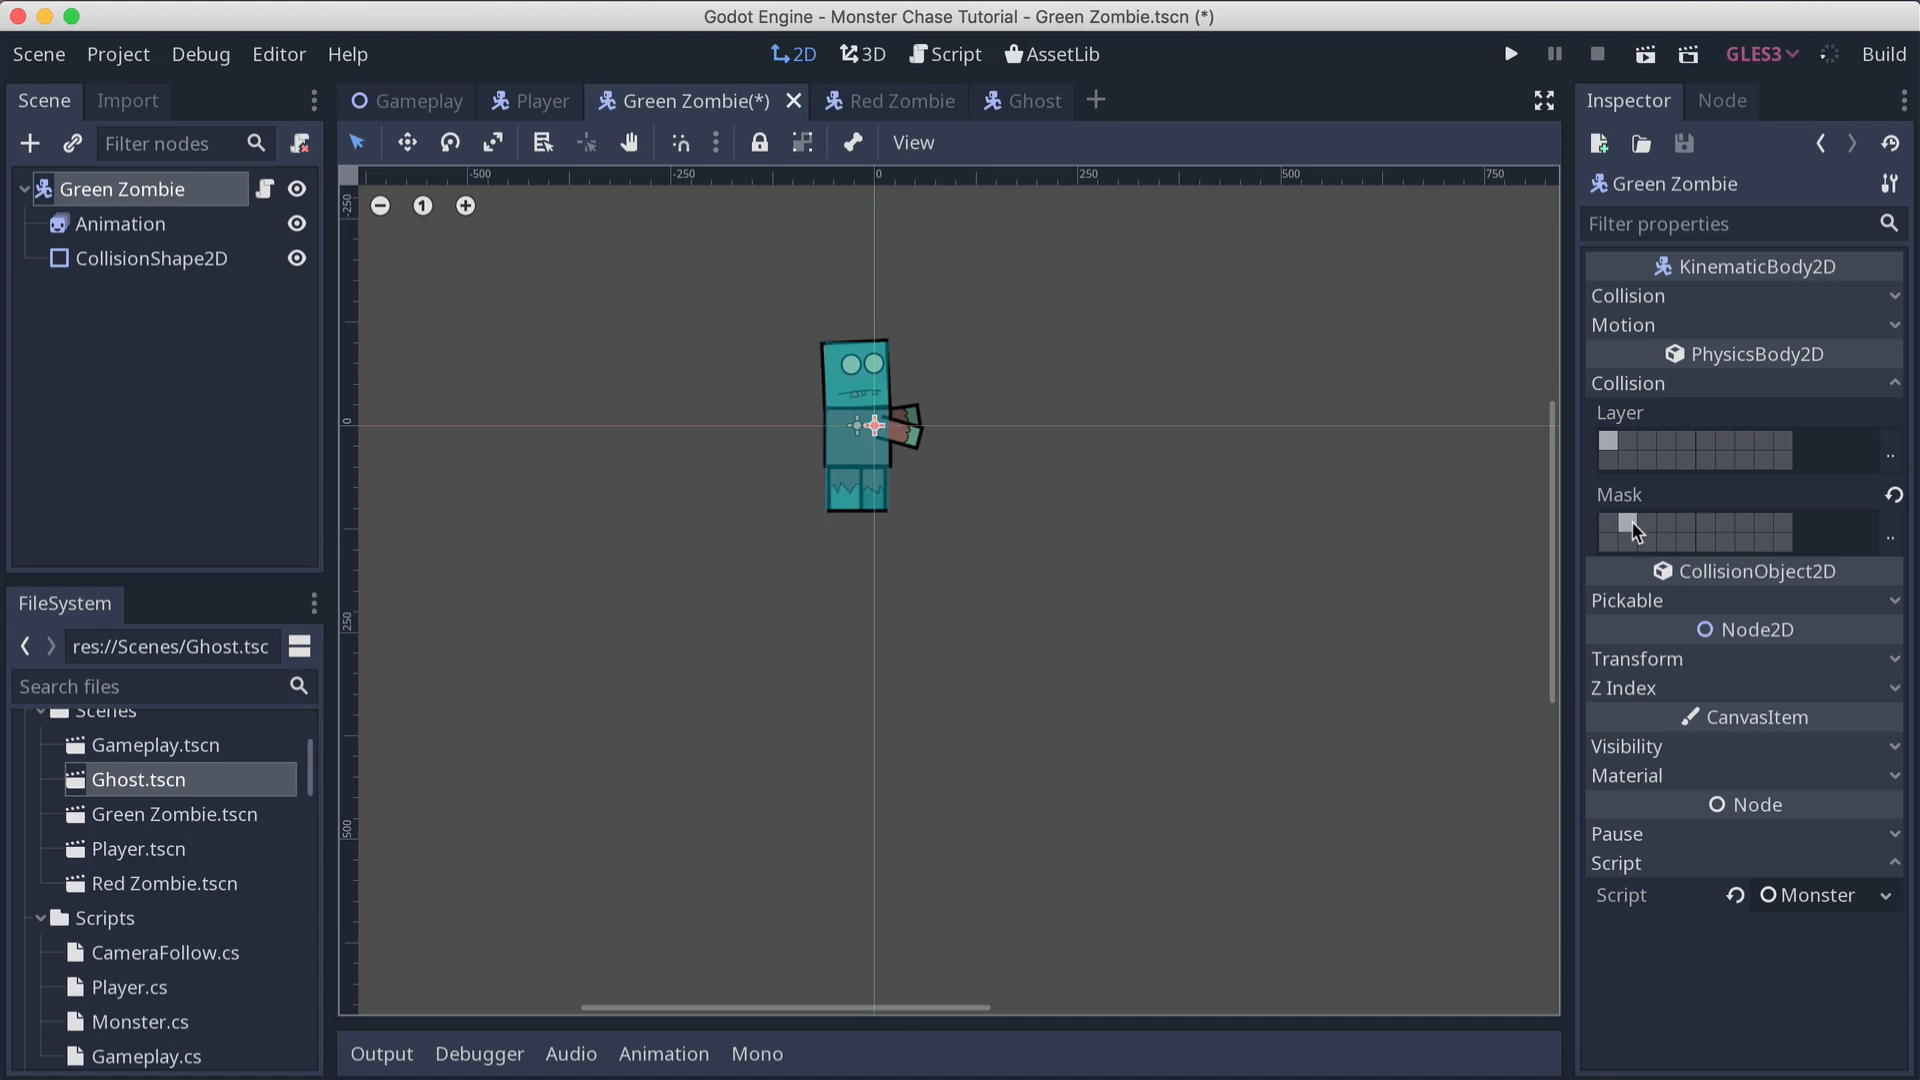 Godot Engine - Monster Chase Tutorial - Green Zombie.tscn (*)
Scene Project Debug Editor Help
2D 3D Script AssetLib
GLES3 Build
Scene Import
Filter nodes
Green Zombie
Animation
CollisionShape2D
FileSystem
res://Scenes/Ghost.tsc
Search files
Scenes
Gameplay.tscn
Ghost.tscn
Green Zombie.tscn
Player.tscn
Red Zombie.tscn
Scripts
CameraFollow.cs
Player.cs
Monster.cs
Gameplay.cs
Gameplay Player Green Zombie(*) Red Zombie Ghost
View
-500 -250 0 250 500 750
-250
0
250
500
1
Output Debugger Audio Animation Mono
Inspector Node
Green Zombie
Filter properties
KinematicBody2D
Collision
Motion
PhysicsBody2D
Collision
Layer
..
Mask
..
CollisionObject2D
Pickable
Node2D
Transform
Z Index
CanvasItem
Visibility
Material
Node
Pause
Script
Script Monster